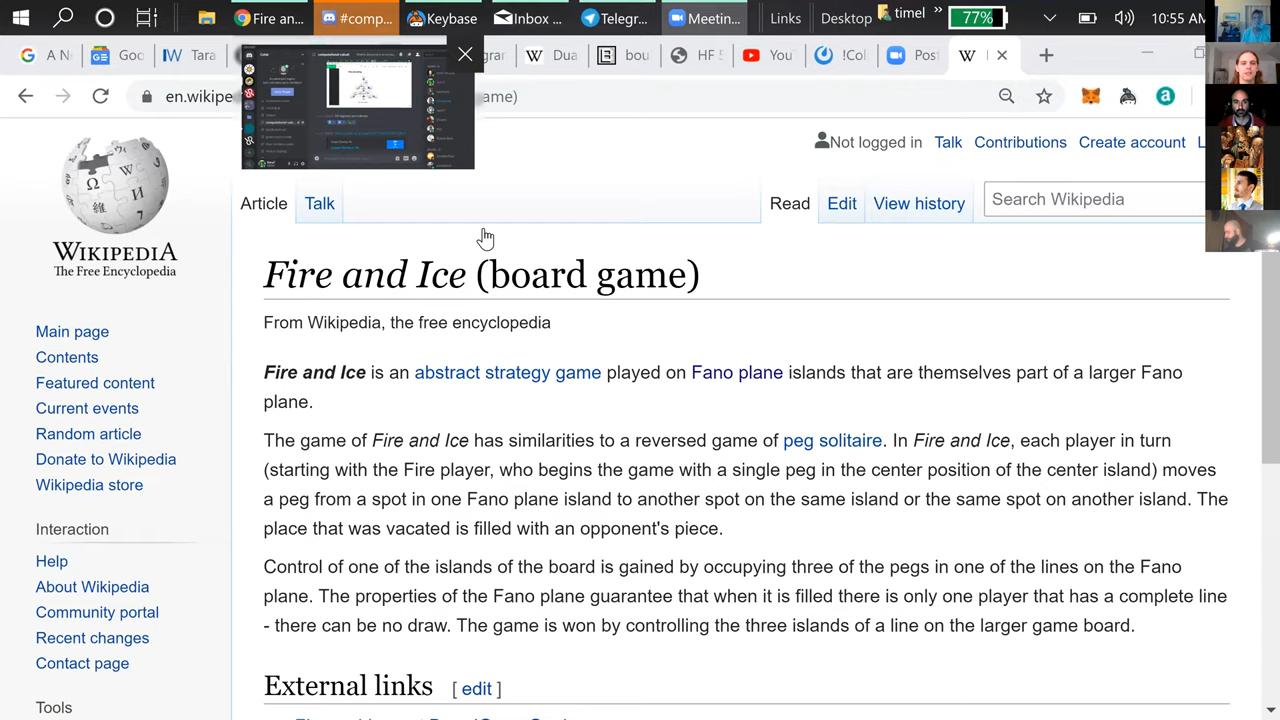 Fire an...
#comp...
Keybase
Inbox ...
Telegr...
Meetin...
Links
Desktop
timel
»
77%
10:55 AM
Tara
Dua
b
Bo
.wikipe
ame)
Not logged in Talk Contributions Create account L
Article Talk Read Edit View history Search Wikipedia
WIKIPEDIA
The Free Encyclopedia
Main page
Contents
Featured content
Current events
Random article
Donate to Wikipedia
Wikipedia store
Interaction
Help
About Wikipedia
Community portal
Recent changes
Contact page
Tools
Fire and Ice (board game)
From Wikipedia, the free encyclopedia
Fire and Ice is an abstract strategy game played on Fano plane islands that are themselves part of a larger Fano
plane.
The game of Fire and Ice has similarities to a reversed game of peg solitaire. In Fire and Ice, each player in turn
(starting with the Fire player, who begins the game with a single peg in the center position of the center island) moves
a peg from a spot in one Fano plane island to another spot on the same island or the same spot on another island. The
place that was vacated is filled with an opponent's piece.
Control of one of the islands of the board is gained by occupying three of the pegs in one of the lines on the Fano
plane. The properties of the Fano plane guarantee that when it is filled there is only one player that has a complete line
- there can be no draw. The game is won by controlling the three islands of a line on the larger game board.
External links [ edit ]